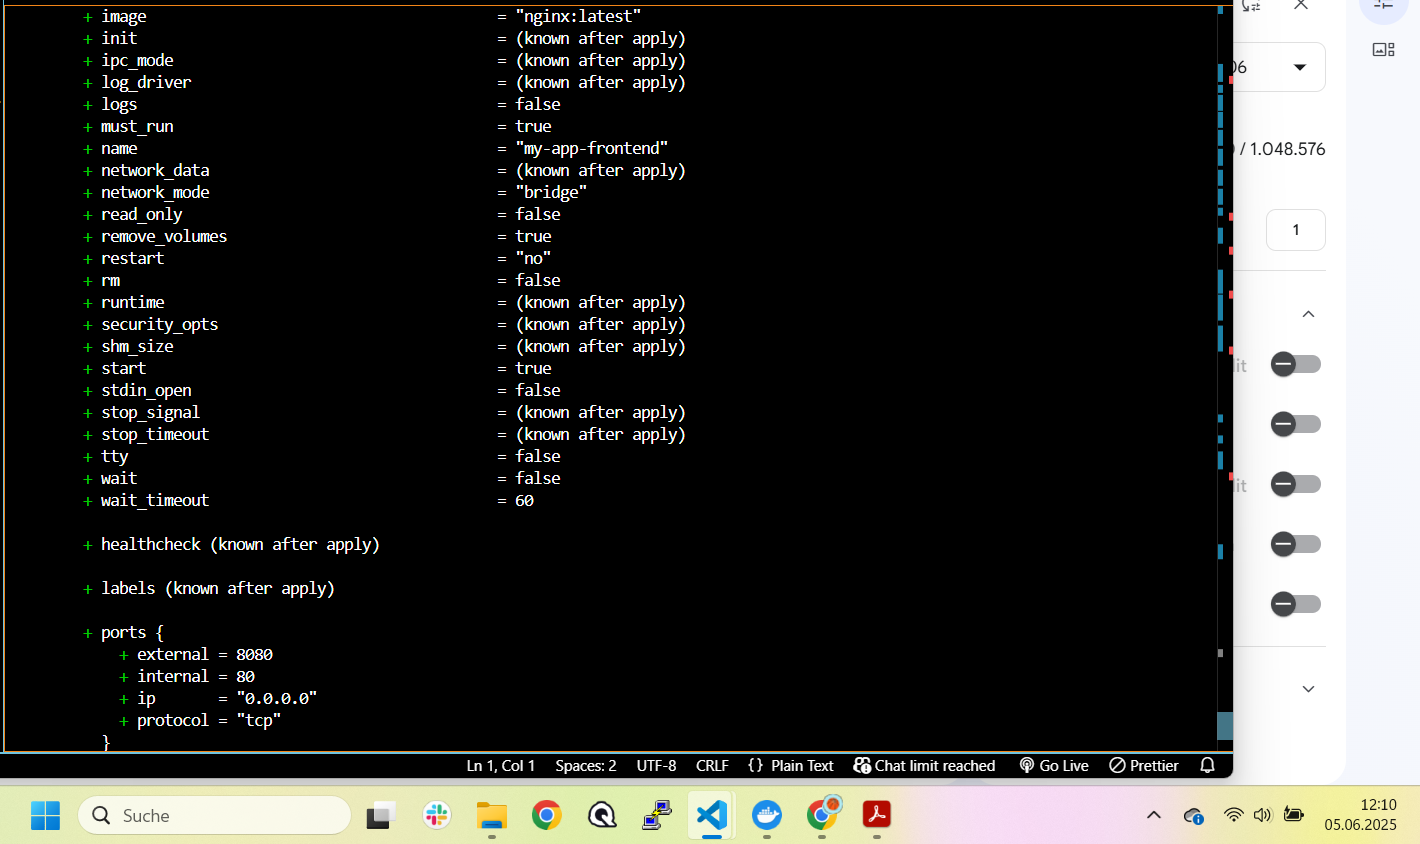 + image = "nginx:latest"
+ init = (known after apply)
+ ipc_mode = (known after apply)
+ log_driver = (known after apply)
+ logs = false
+ must_run = true
+ name = "my-app-frontend"
+ network_data = (known after apply)
+ network_mode = "bridge"
+ read_only = false
+ remove_volumes = true
+ restart = "no"
+ rm = false
+ runtime = (known after apply)
+ security_opts = (known after apply)
+ shm_size = (known after apply)
+ start = true
+ stdin_open = false
+ stop_signal = (known after apply)
+ stop_timeout = (known after apply)
+ tty = false
+ wait = false
+ wait_timeout = 60
+ healthcheck (known after apply)
+ labels (known after apply)
+ ports {
+ external = 8080
+ internal = 80
+ ip = "0.0.0.0"
+ protocol = "tcp"
}
06
/ 1.048.576
1
Ln 1, Col 1 Spaces: 2 UTF-8 CRLF {} Plain Text Chat limit reached Go Live Prettier
Suche
12:10
05.06.2025